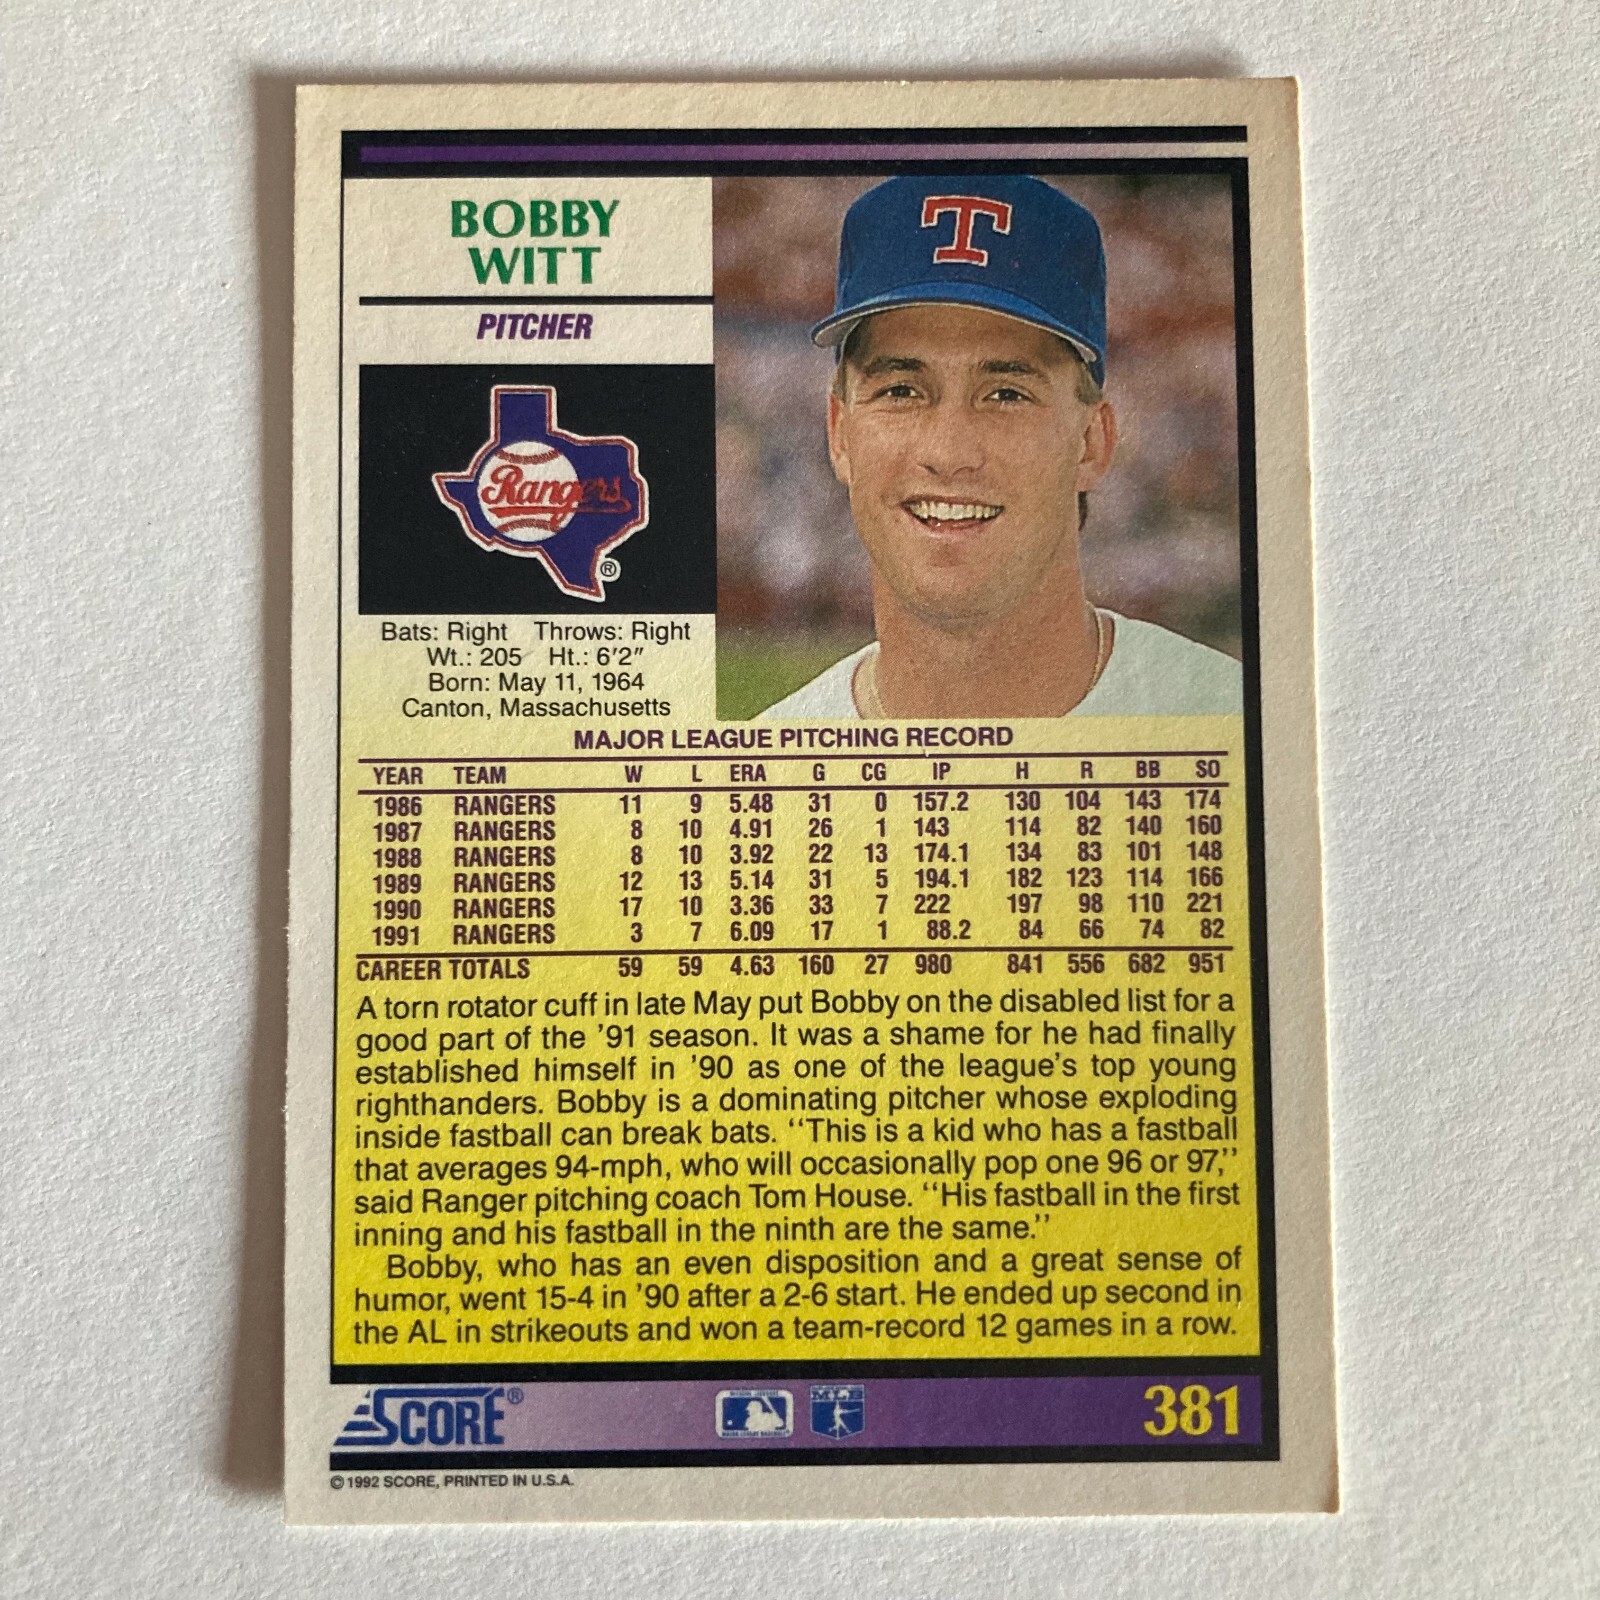 BOBBY
WITT
PITCHER
Rangers
®
Bats: Right Throws: Right
Wt.: 205 Ht.: 6'2"
Born: May 11, 1964
Canton, Massachusetts
MAJOR LEAGUE PITCHING RECORD
YEAR TEAM W L ERA G CG IP H R BB SO
1986 RANGERS 11 9 5.48 31 0 157.2 130 104 143 174
1987 RANGERS 8 10 4.91 26 1 143 114 82 140 160
1988 RANGERS 8 10 3.92 22 13 174.1 134 83 101 148
1989 RANGERS 12 13 5.14 31 5 194.1 182 123 114 166
1990 RANGERS 17 10 3.36 33 7 222 197 98 110 221
1991 RANGERS 3 7 6.09 17 1 88.2 84 66 74 82
CAREER TOTALS 59 59 4.63 160 27 980 841 556 682 951
A torn rotator cuff in late May put Bobby on the disabled list for a
good part of the '91 season. It was a shame for he had finally
established himself in '90 as one of the league's top young
righthanders. Bobby is a dominating pitcher whose exploding
inside fastball can break bats. ''This is a kid who has a fastball
that averages 94-mph, who will occasionally pop one 96 or 97,''
said Ranger pitching coach Tom House. ''His fastball in the first
inning and his fastball in the ninth are the same.''
Bobby, who has an even disposition and a great sense of
humor, went 15-4 in '90 after a 2-6 start. He ended up second in
the AL in strikeouts and won a team-record 12 games in a row.
SCORE®
MLB
381
© 1992 SCORE, PRINTED IN U.S.A.
T